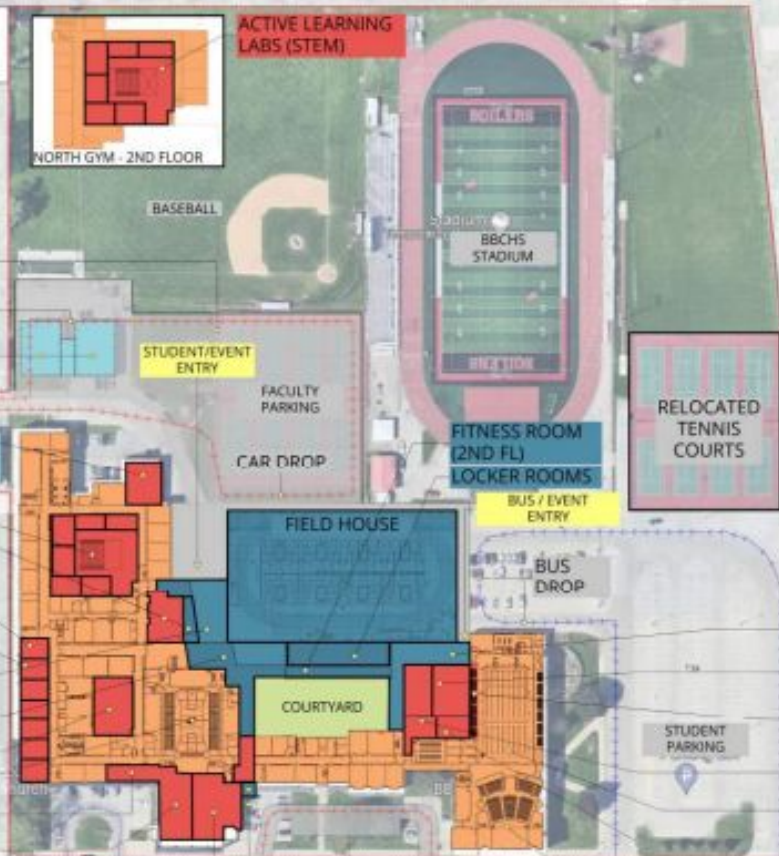 ACTIVE LEARNING
LABS (STEM)
NORTH GYM - 2ND FLOOR
BASEBALL
BOILERS
Stadium
BBCHS
STADIUM
STUDENT/EVENT
ENTRY
FACULTY
PARKING
CAR DROP
RELOCATED
TENNIS
COURTS
FITNESS ROOM
(2ND FL)
LOCKER ROOMS
BUS / EVENT
ENTRY
FIELD HOUSE
BUS
DROP
COURTYARD
STUDENT
PARKING
P
BB